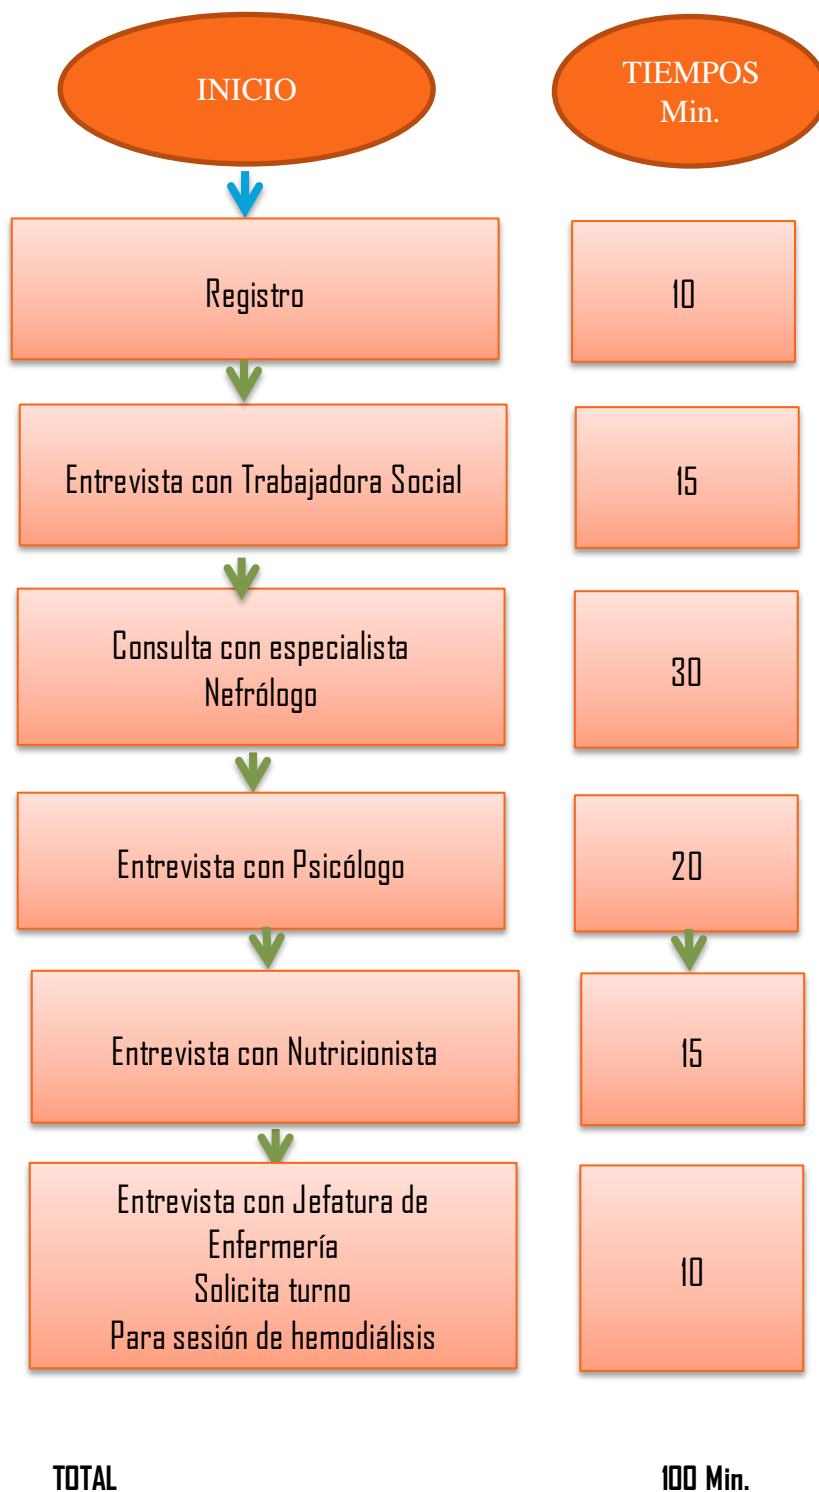 INICIO
TIEMPOS
Min.
Registro
10
Entrevista con Trabajadora Social
15
Consulta con especialista
Nefrólogo
30
Entrevista con Psicólogo
20
Entrevista con Nutricionista
15
Entrevista con Jefatura de
Enfermería
Solicita turno
Para sesión de hemodiálisis
10
TOTAL
100 Min.